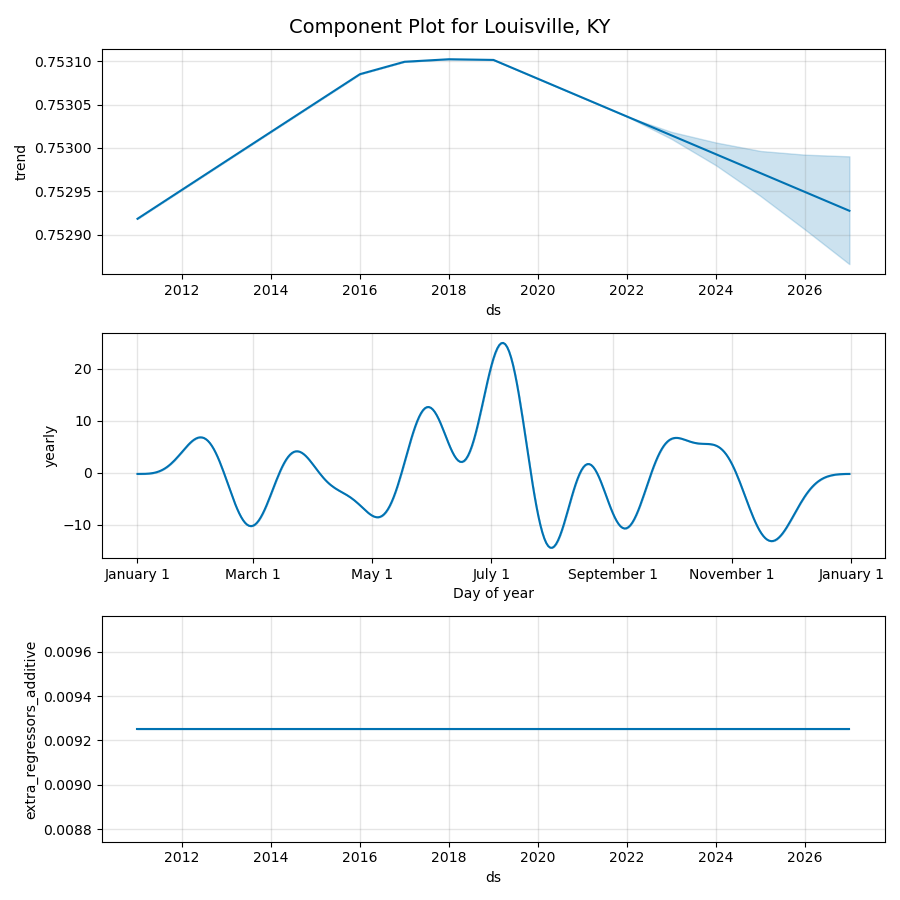 Component Plot for Louisville, KY
0.75310
0.75305
0.75300
0.75295
0.75290
trend
2012 2014 2016 2018 2020 2022 2024 2026
ds
20
10
0
−10
yearly
January 1 March 1 May 1 July 1 September 1 November 1 January 1
Day of year
0.0096
0.0094
0.0092
0.0090
0.0088
extra_regressors_additive
2012 2014 2016 2018 2020 2022 2024 2026
ds